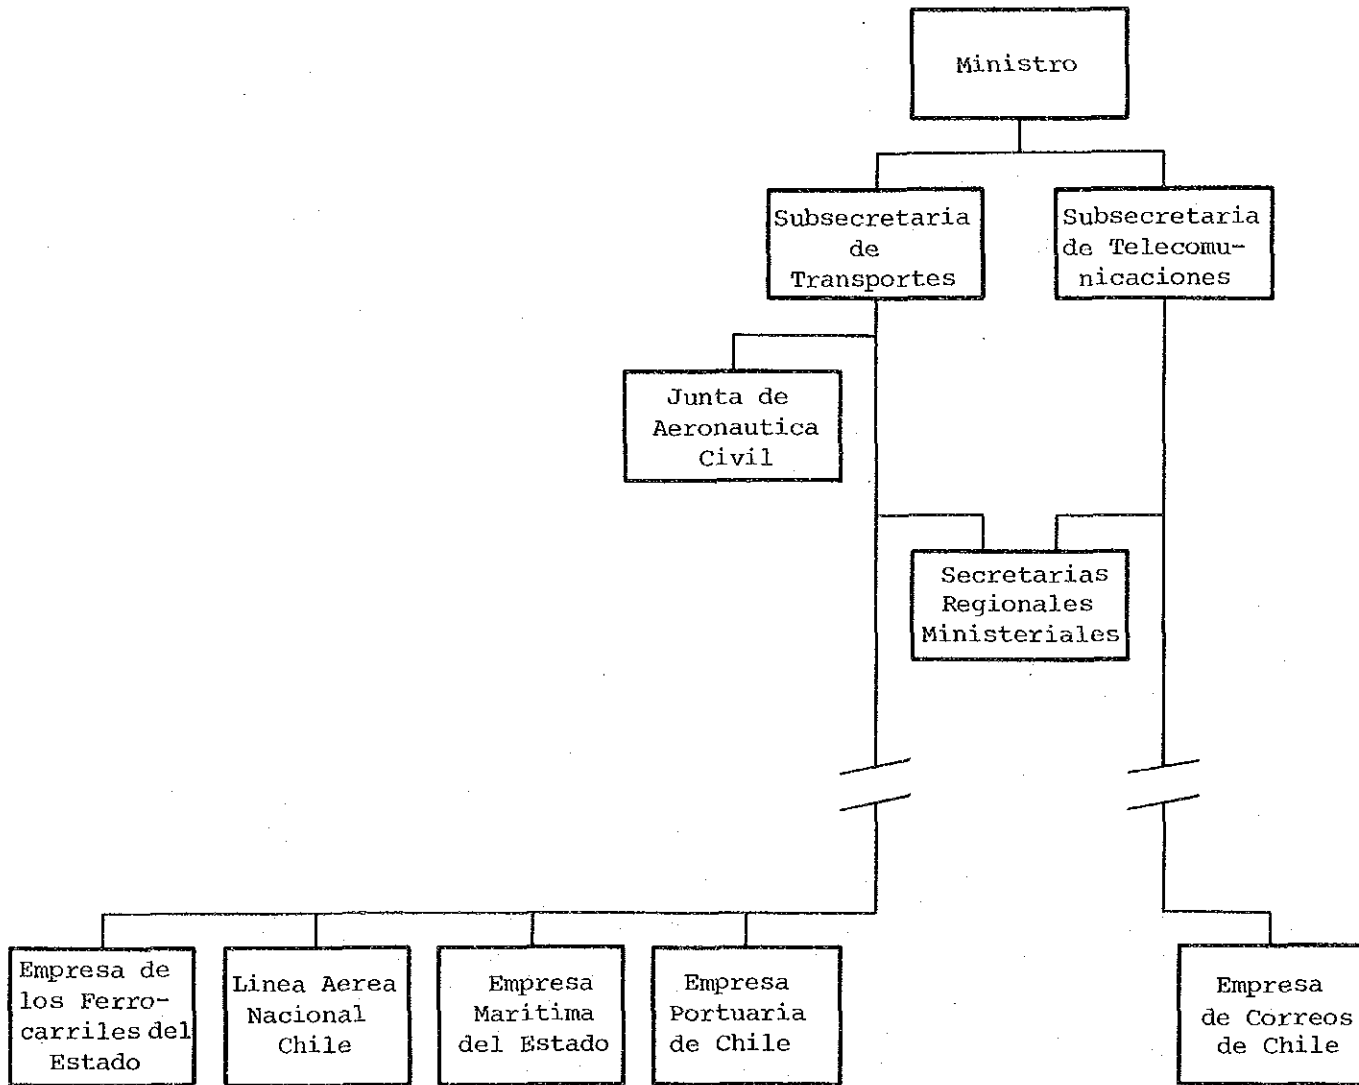 Ministro
Subsecretaria
de
Transportes
Subsecretaria
de Telecomu-
nicaciones
Junta de
Aeronautica
Civil
Secretarias
Regionales
Ministeriales
Empresa de
los Ferro-
carriles del
Estado
Linea Aerea
Nacional
Chile
Empresa
Maritima
del Estado
Empresa
Portuaria
de Chile
Empresa
de Correos
de Chile